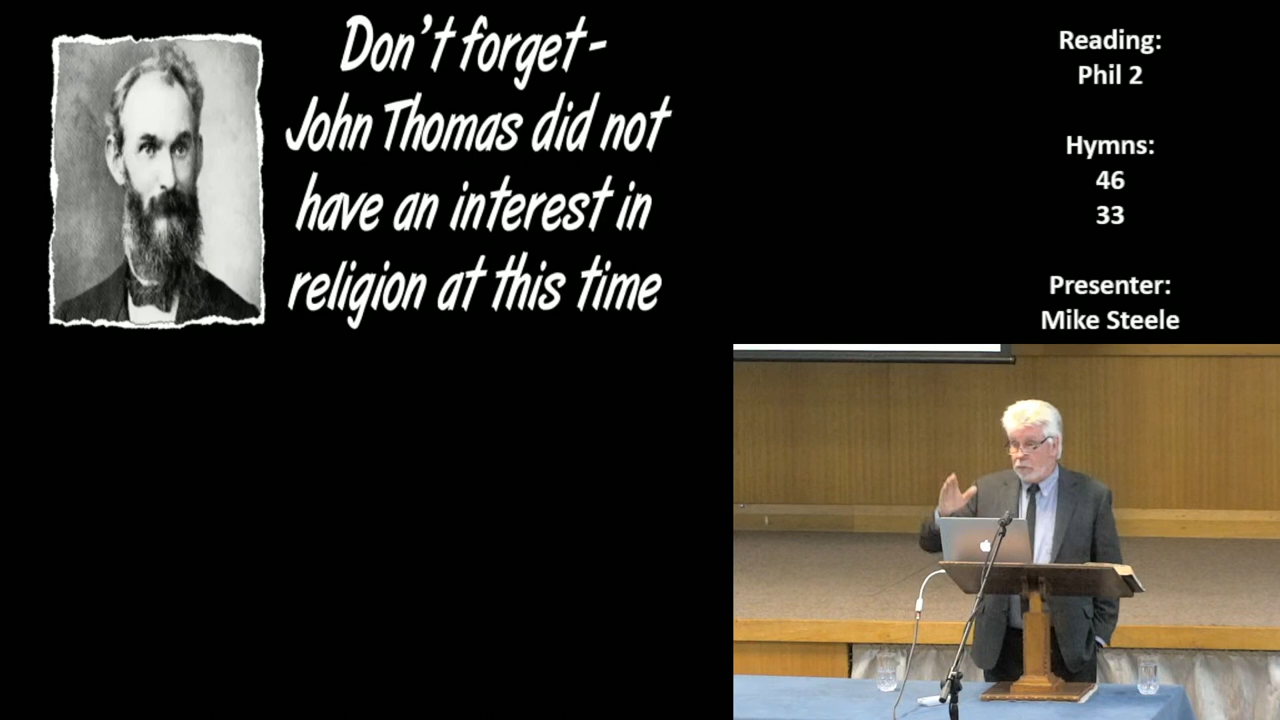 Don't forget -
John Thomas did not
have an interest in
religion at this time
Reading:
Phil 2
Hymns:
46
33
Presenter:
Mike Steele